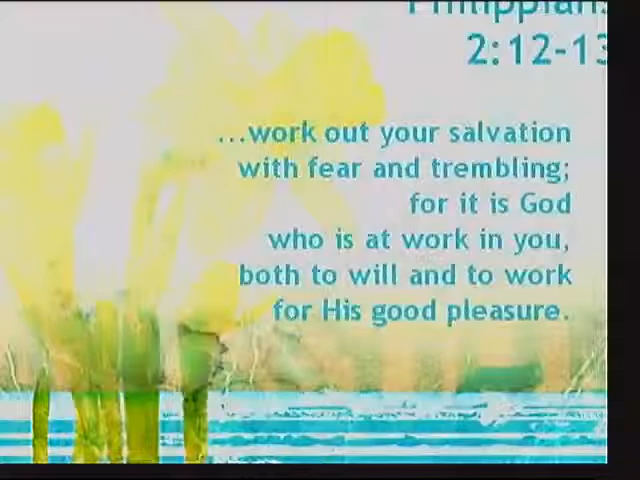 Philippians
2:12-13
...work out your salvation
with fear and trembling;
for it is God
who is at work in you,
both to will and to work
for His good pleasure.